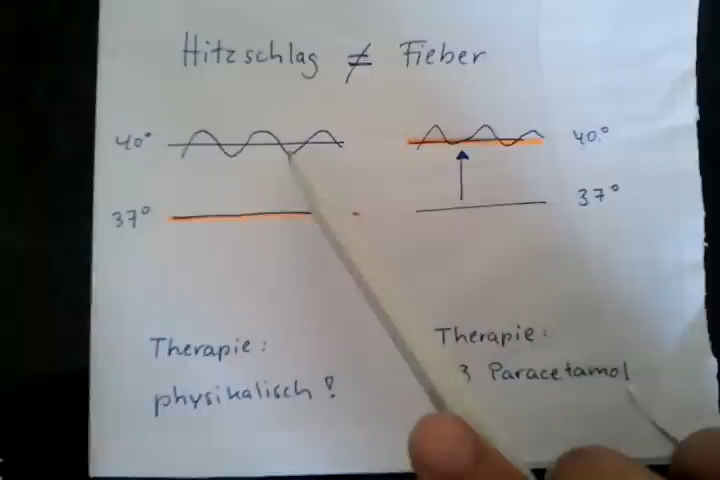 Hitzschlag ≠ Fieber
40° 40°
37° 37°
Therapie:
physikalisch!
Therapie:
Paracetamol